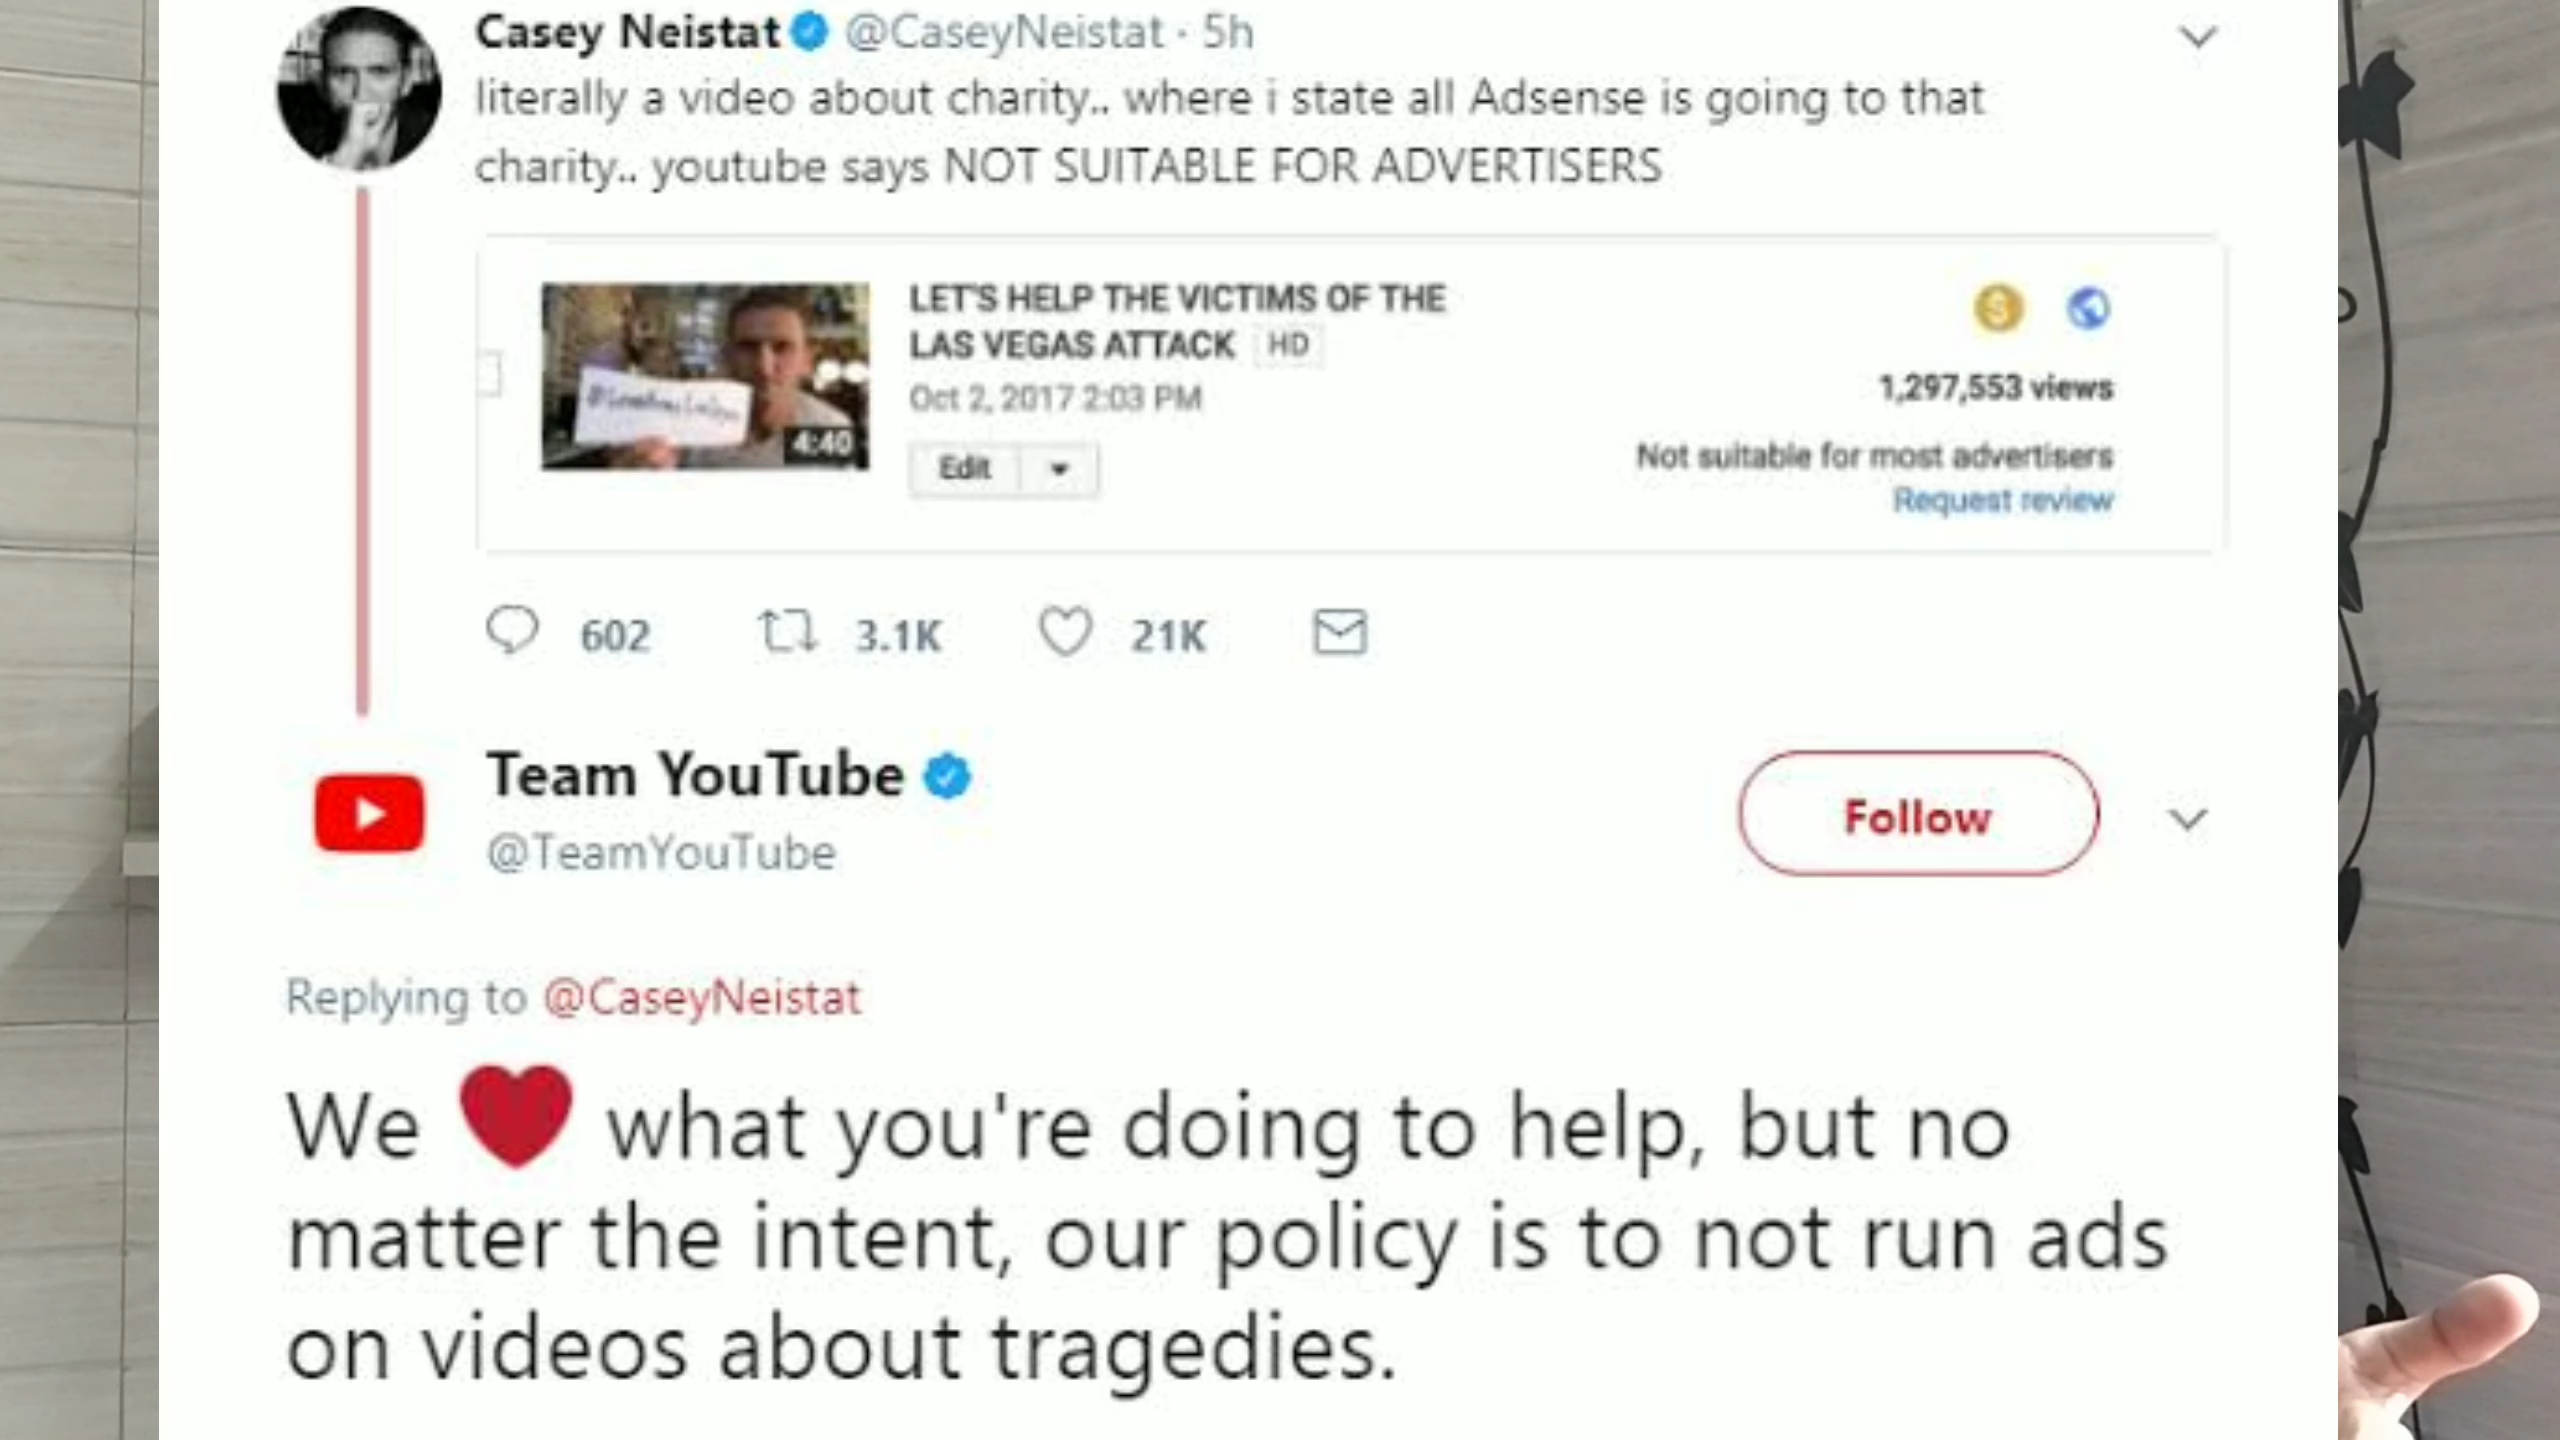 Casey Neistat @CaseyNeistat · 5h
literally a video about charity.. where i state all Adsense is going to that
charity.. youtube says NOT SUITABLE FOR ADVERTISERS
LET'S HELP THE VICTIMS OF THE
LAS VEGAS ATTACK HD
Oct 2, 2017 2:03 PM
4:40
Edit
1,297,553 views
Not suitable for most advertisers
Request review
602 3.1K 21K
Team YouTube
@TeamYouTube
Follow
Replying to @CaseyNeistat
We ❤ what you're doing to help, but no
matter the intent, our policy is to not run ads
on videos about tragedies.